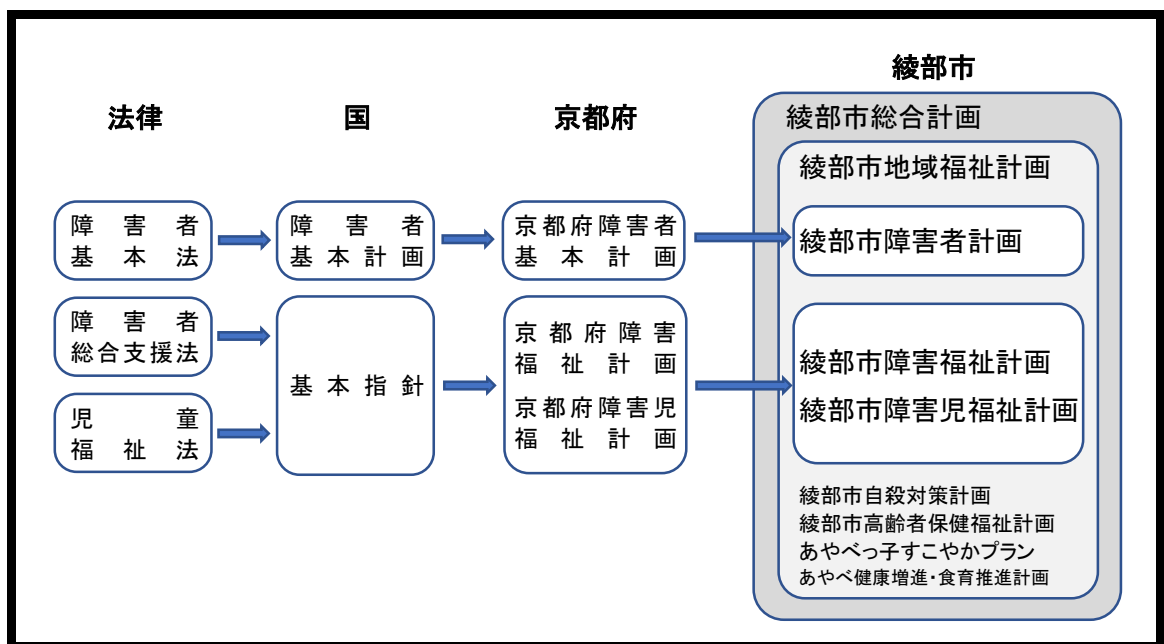 法律
国
京都府
綾部市
障害者
基本法
障害者
基本計画
京都府障害者
基本計画
障害者
総合支援法
児童
福祉法
基本指針
京都府障害
福祉計画
京都府障害児
福祉計画
綾部市総合計画
綾部市地域福祉計画
綾部市障害者計画
綾部市障害福祉計画
綾部市障害児福祉計画
綾部市自殺対策計画
綾部市高齢者保健福祉計画
あやべっ子すこやかプラン
あやべ健康増進・食育推進計画